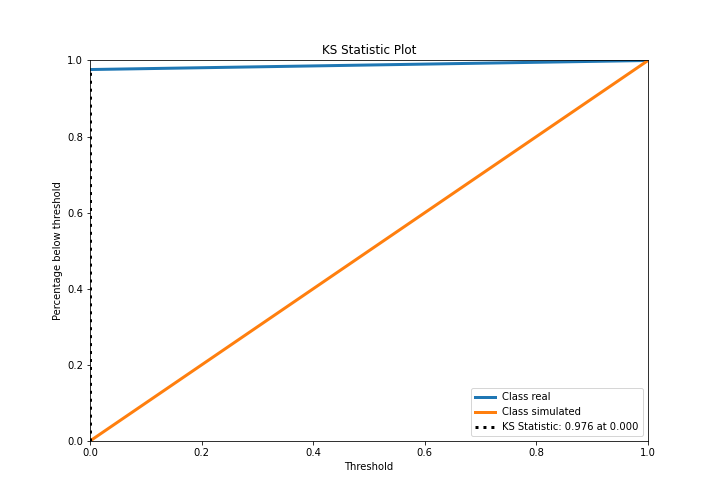 KS Statistic Plot
1.0
0.8
0.6
0.4
0.2
0.0
Percentage below threshold
0.0 0.2 0.4 0.6 0.8 1.0
Threshold
Class real
Class simulated
KS Statistic: 0.976 at 0.000